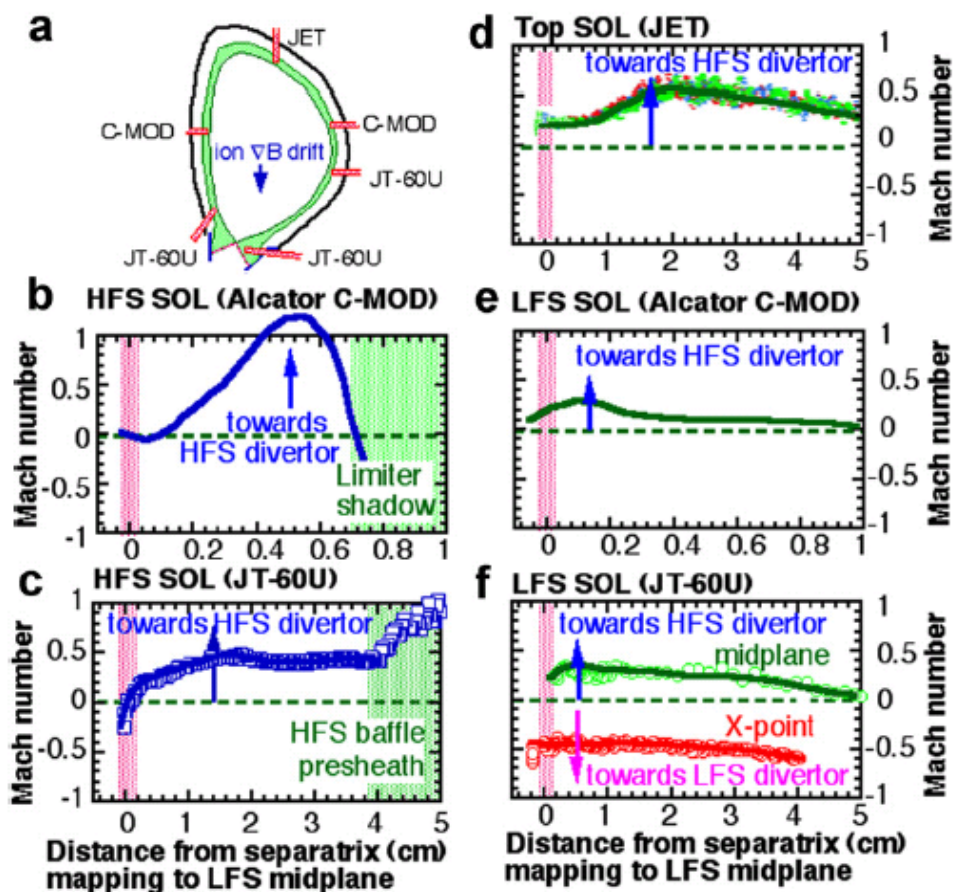 a
JET
C-MOD
C-MOD
ion ∇B drift
JT-60U
JT-60U
JT-60U
d
Top SOL (JET)
towards HFS divertor
1
0.5
0
-0.5
-1
Mach number
0 1 2 3 4 5
b
HFS SOL (Alcator C-MOD)
1
0.5
0
-0.5
-1
Mach number
towards
HFS divertor
Limiter
shadow
0 0.2 0.4 0.6 0.8 1
e
LFS SOL (Alcator C-MOD)
towards HFS divertor
1
0.5
0
-0.5
-1
Mach number
0 0.2 0.4 0.6 0.8 1
c
HFS SOL (JT-60U)
1
0.5
0
-0.5
-1
Mach number
towards HFS divertor
HFS baffle
presheath
0 1 2 3 4 5
Distance from separatrix (cm)
mapping to LFS midplane
f
LFS SOL (JT-60U)
towards HFS divertor
midplane
X-point
towards LFS divertor
1
0.5
0
-0.5
-1
Mach number
0 1 2 3 4 5
Distance from separatrix (cm)
mapping to LFS midplane